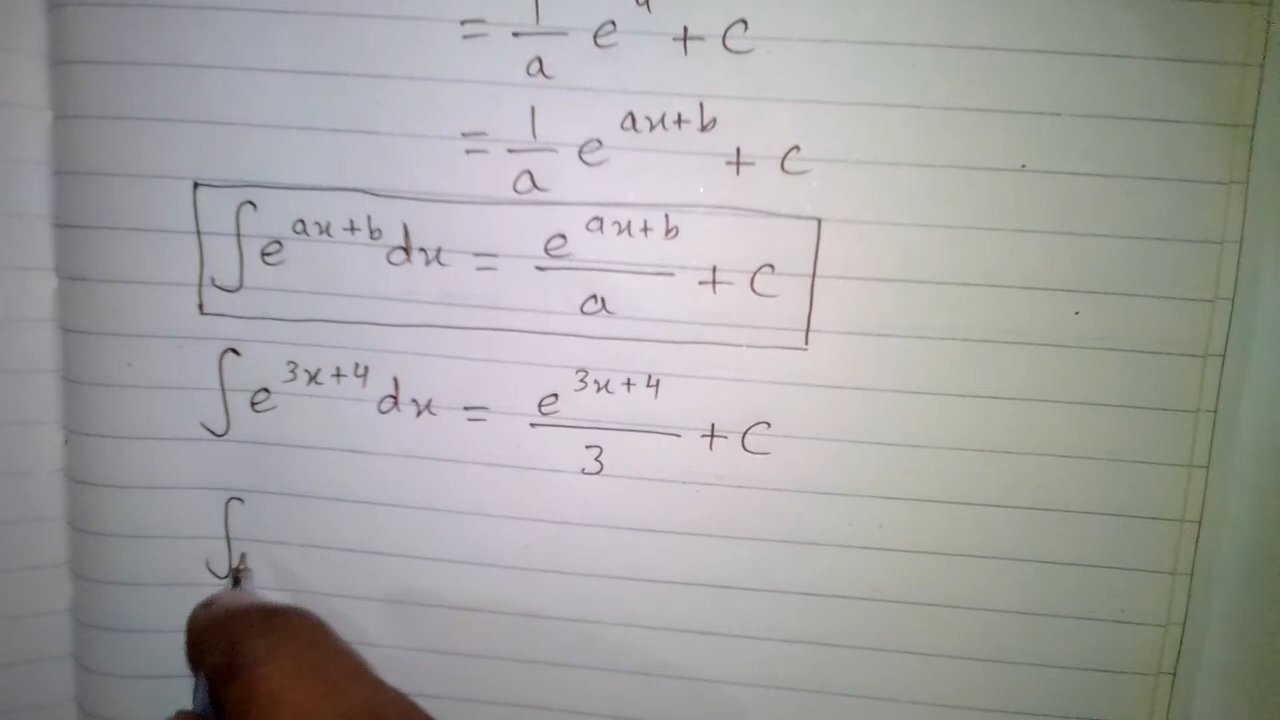 = 1/a e^u + C
= 1/a e^(ax+b) + C
∫e^(ax+b) dx = e^(ax+b)/a + C
∫e^(3x+4) dx = e^(3x+4)/3 + C
∫